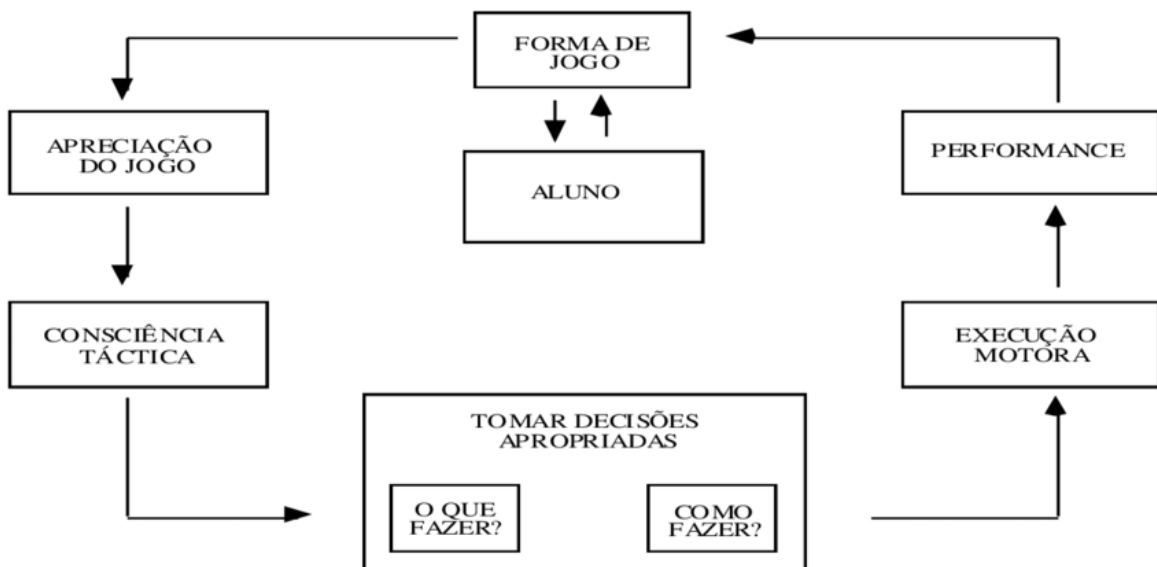 FORMA DE
JOGO
APRECIAÇÃO
DO JOGO
ALUNO
PERFORMANCE
CONSCIÊNCIA
TÁCTICA
EXECUÇÃO
MOTORA
TOMAR DECISÕES
APROPRIADAS
O QUE
FAZER?
COMO
FAZER?